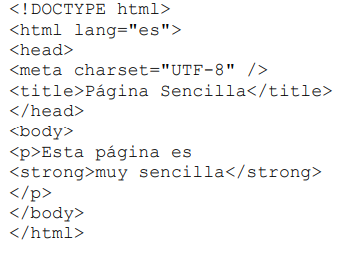 <!DOCTYPE html>
<html lang="es">
<head>
<meta charset="UTF-8" />
<title>Página Sencilla</title>
</head>
<body>
<p>Esta página es
<strong>muy sencilla</strong>
</p>
</body>
</html>